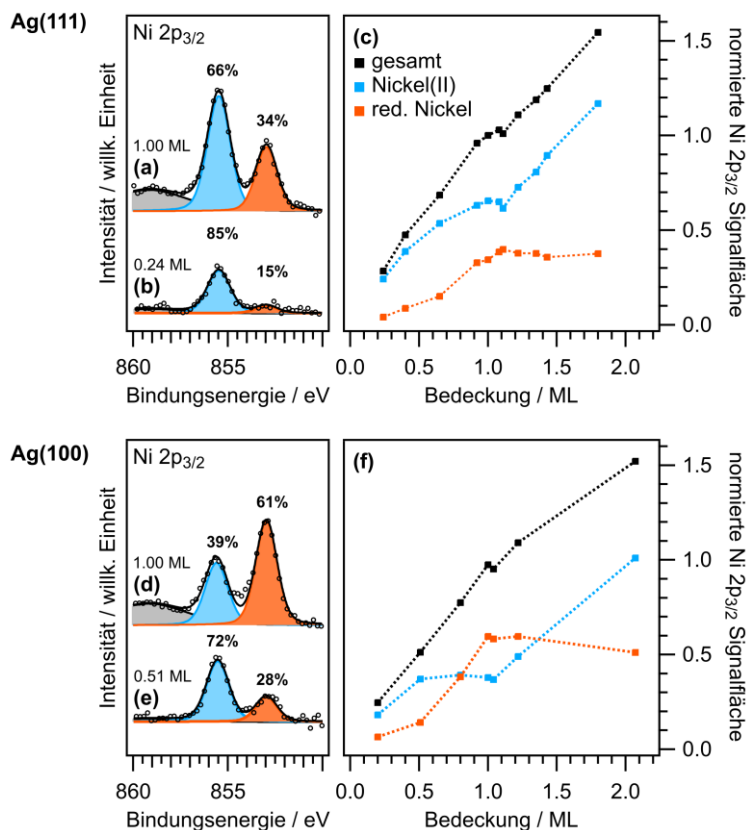 Ag(111)
Ni 2p3/2
66%
34%
1.00 ML
(a)
85%
15%
0.24 ML
(b)
Intensität / willk. Einheit
860
855
Bindungsenergie / eV
(c)
gesamt
Nickel(II)
red. Nickel
1.5
1.0
0.5
0.0
normierte Ni 2p3/2 Signalfläche
0.0
0.5
1.0
1.5
2.0
Bedeckung / ML
Ag(100)
Ni 2p3/2
61%
39%
1.00 ML
(d)
72%
28%
0.51 ML
(e)
Intensität / willk. Einheit
860
855
Bindungsenergie / eV
(f)
1.5
1.0
0.5
0.0
normierte Ni 2p3/2 Signalfläche
0.0
0.5
1.0
1.5
2.0
Bedeckung / ML